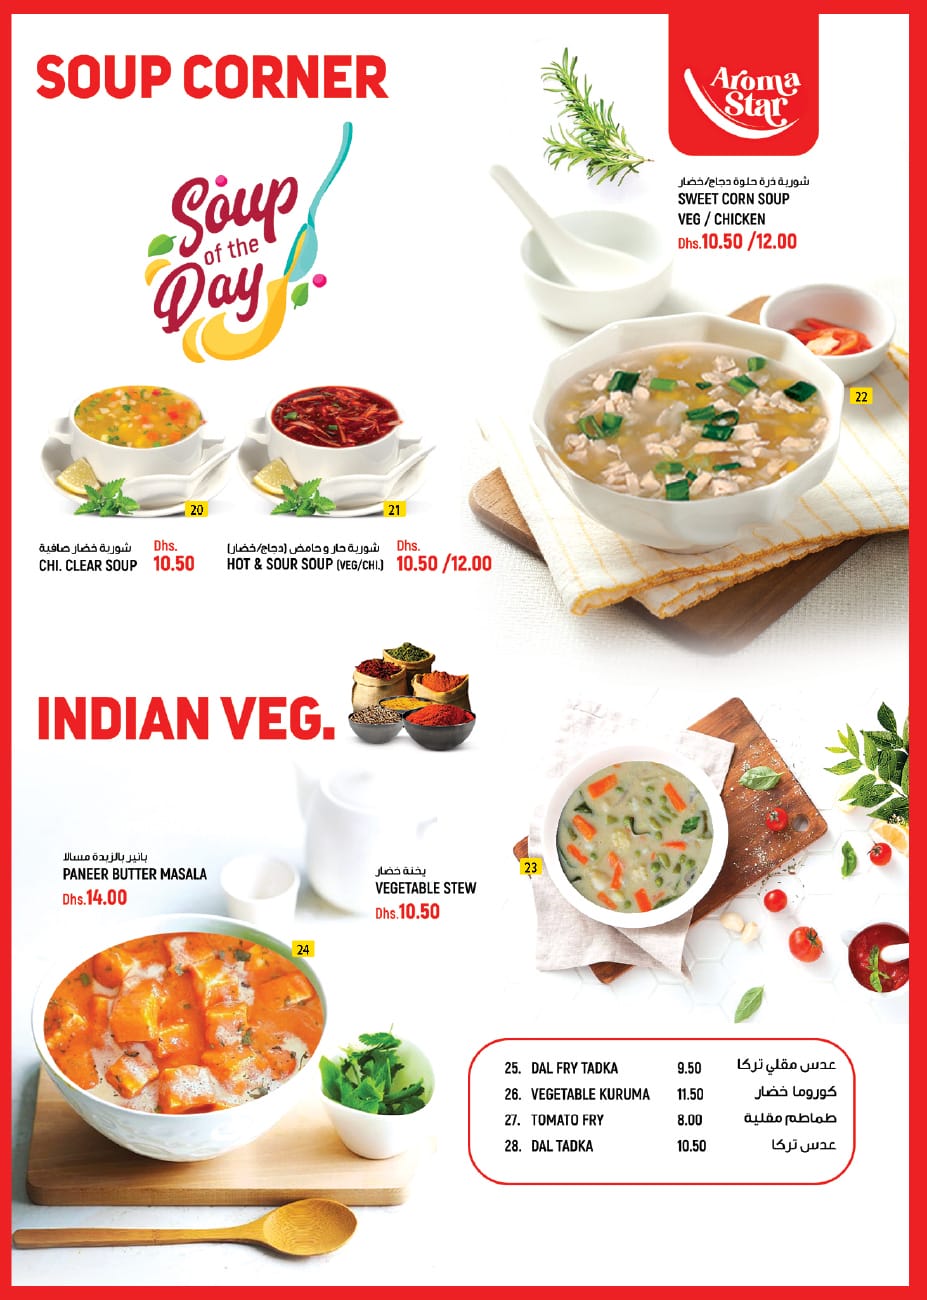 SOUP CORNER
Aroma
Star
Soup
of the
Day
شوربة ذرة حلوة دجاج/خضار
SWEET CORN SOUP
VEG / CHICKEN
Dhs.10.50 /12.00
22
20
21
شوربة خضار صافية
CHI. CLEAR SOUP
Dhs.
10.50
شوربة حار و حامض (دجاج/خضار)
HOT & SOUR SOUP (VEG/CHI.)
Dhs.
10.50 /12.00
INDIAN VEG.
بانير بالزبدة مسالا
PANEER BUTTER MASALA
Dhs.14.00
24
يخنة خضار
VEGETABLE STEW
Dhs.10.50
23
25. DAL FRY TADKA 9.50 عدس مقلي تركا
26. VEGETABLE KURUMA 11.50 كوروما خضار
27. TOMATO FRY 8.00 طماطم مقلية
28. DAL TADKA 10.50 عدس تركا